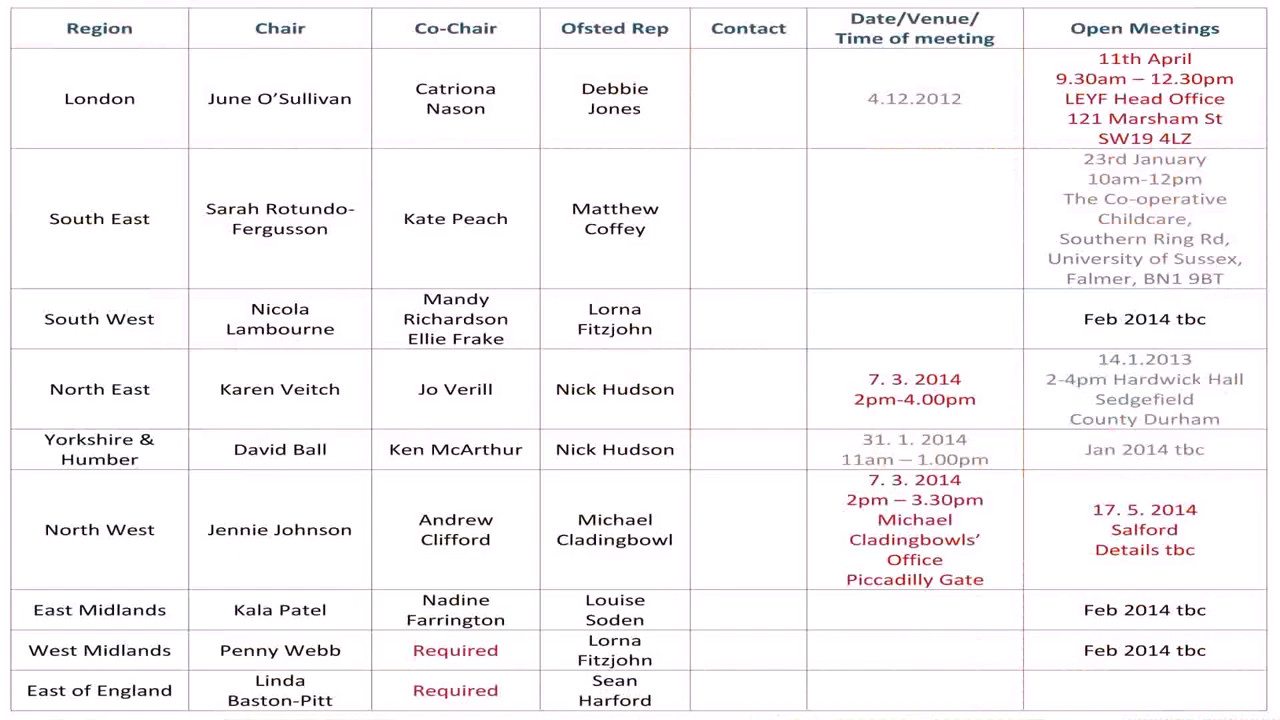 Region Chair Co-Chair Ofsted Rep Contact Date/Venue/ Time of meeting Open Meetings
London June O'Sullivan Catriona Nason Debbie Jones 4.12.2012 11th April 9.30am – 12.30pm LEYF Head Office 121 Marsham St SW19 4LZ
South East Sarah Rotundo-Fergusson Kate Peach Matthew Coffey 23rd January 10am-12pm The Co-operative Childcare, Southern Ring Rd, University of Sussex, Falmer, BN1 9BT
South West Nicola Lambourne Mandy Richardson Ellie Frake Lorna Fitzjohn Feb 2014 tbc
North East Karen Veitch Jo Verill Nick Hudson 7. 3. 2014 2pm-4.00pm 14.1.2013 2-4pm Hardwick Hall Sedgefield County Durham
Yorkshire & Humber David Ball Ken McArthur Nick Hudson 31. 1. 2014 11am – 1.00pm Jan 2014 tbc
North West Jennie Johnson Andrew Clifford Michael Cladingbowl 7. 3. 2014 2pm – 3.30pm Michael Cladingbowls' Office Piccadilly Gate 17. 5. 2014 Salford Details tbc
East Midlands Kala Patel Nadine Farrington Louise Soden Feb 2014 tbc
West Midlands Penny Webb Required Lorna Fitzjohn Feb 2014 tbc
East of England Linda Baston-Pitt Required Sean Harford